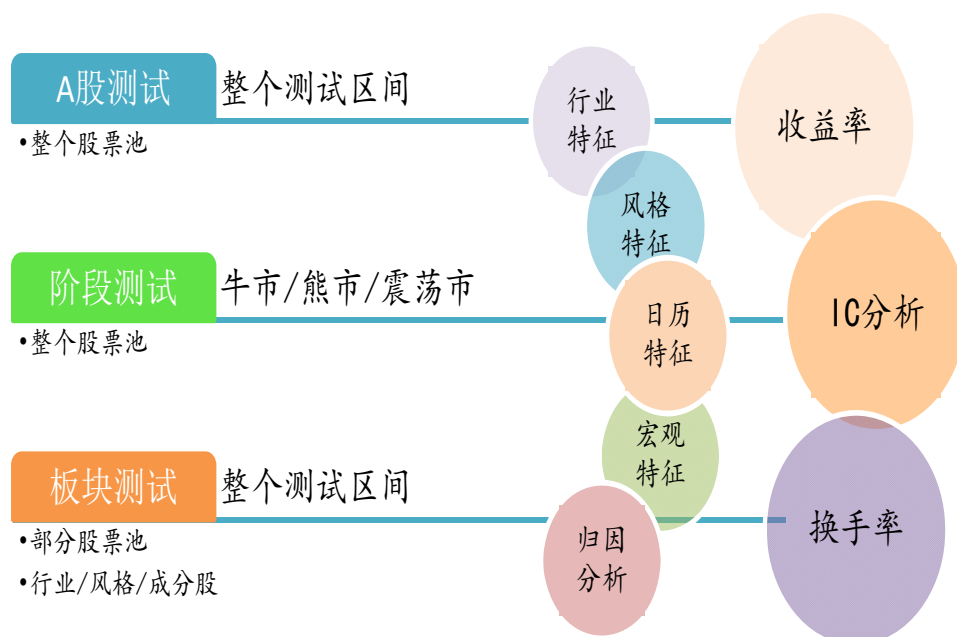 A股测试
整个测试区间
•整个股票池
阶段测试
牛市/熊市/震荡市
•整个股票池
板块测试
整个测试区间
•部分股票池
•行业/风格/成分股
行业
特征
风格
特征
日历
特征
宏观
特征
归因
分析
收益率
IC分析
换手率